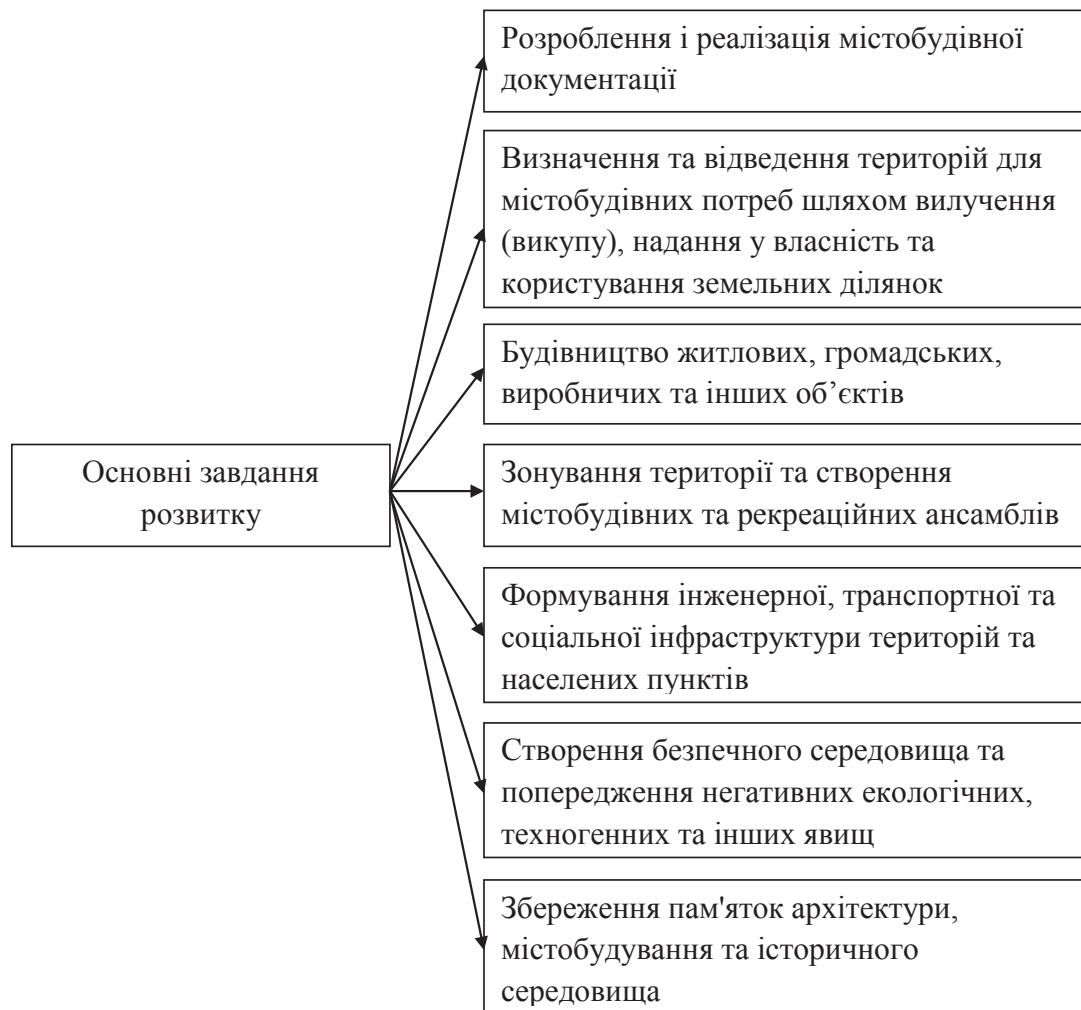 Розроблення і реалізація містобудівної
документації
Визначення та відведення територій для
містобудівних потреб шляхом вилучення
(викупу), надання у власність та
користування земельних ділянок
Будівництво житлових, громадських,
виробничих та інших об’єктів
Основні завдання
розвитку
Зонування території та створення
містобудівних та рекреаційних ансамблів
Формування інженерної, транспортної та
соціальної інфраструктури територій та
населених пунктів
Створення безпечного середовища та
попередження негативних екологічних,
техногенних та інших явищ
Збереження пам'яток архітектури,
містобудування та історичного
середовища